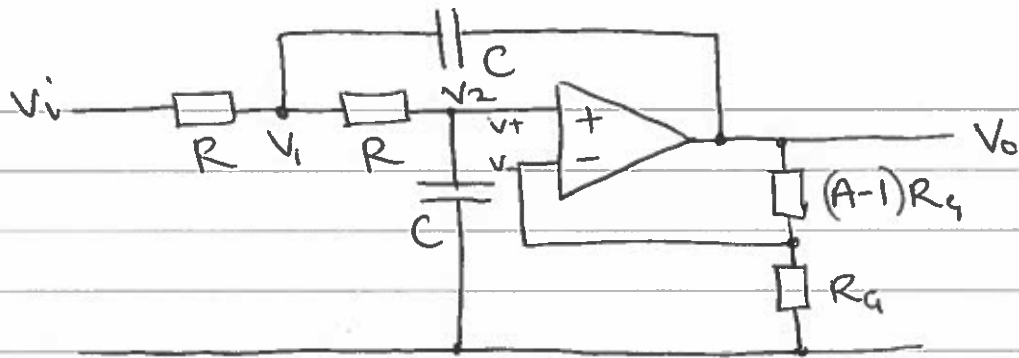 C
Vi
R
V1
R
V2
V+
+
V-
-
Vo
C
(A-1)RG
RG